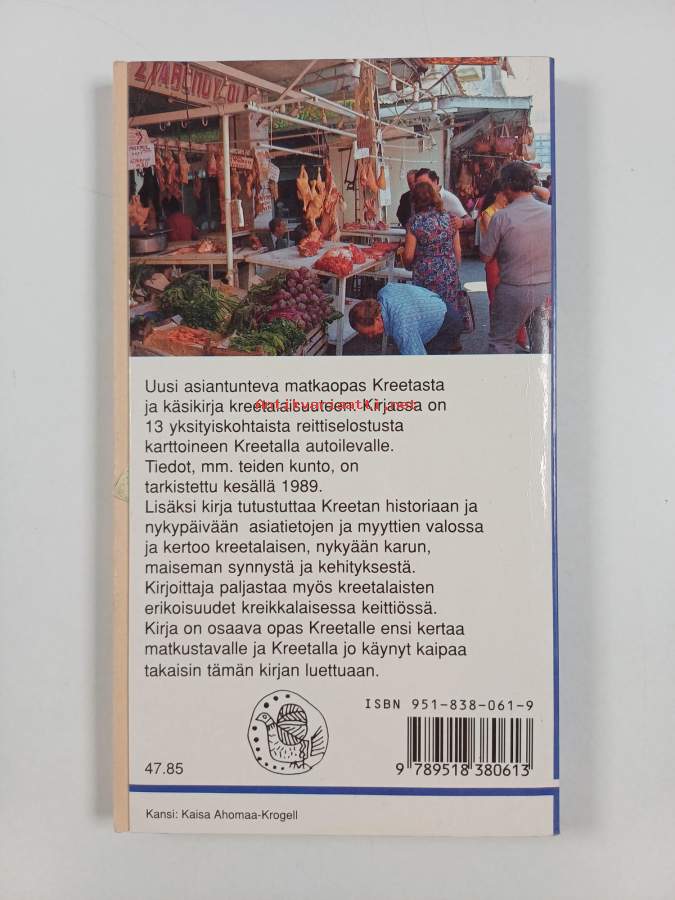 Uusi asiantunteva matkaopas Kreetasta
ja käsikirja kreetalaisuuteen. Kirjassa on
13 yksityiskohtaista reittiselostusta
karttoineen Kreetalla autoilevalle.
Tiedot, mm. teiden kunto, on
tarkistettu kesällä 1989.
Lisäksi kirja tutustuttaa Kreetan historiaan ja
nykypäivään asiatietojen ja myyttien valossa
ja kertoo kreetalaisen, nykyään karun,
maiseman synnystä ja kehityksestä.
Kirjoittaja paljastaa myös kreetalaisten
erikoisuudet kreikkalaisessa keittiössä.
Kirja on osaava opas Kreetalle ensi kertaa
matkustavalle ja Kreetalla jo käynyt kaipaa
takaisin tämän kirjan luettuaan.
ISBN 951-838-061-9
9 789518 380613
47.85
Kansi: Kaisa Ahomaa-Krogell